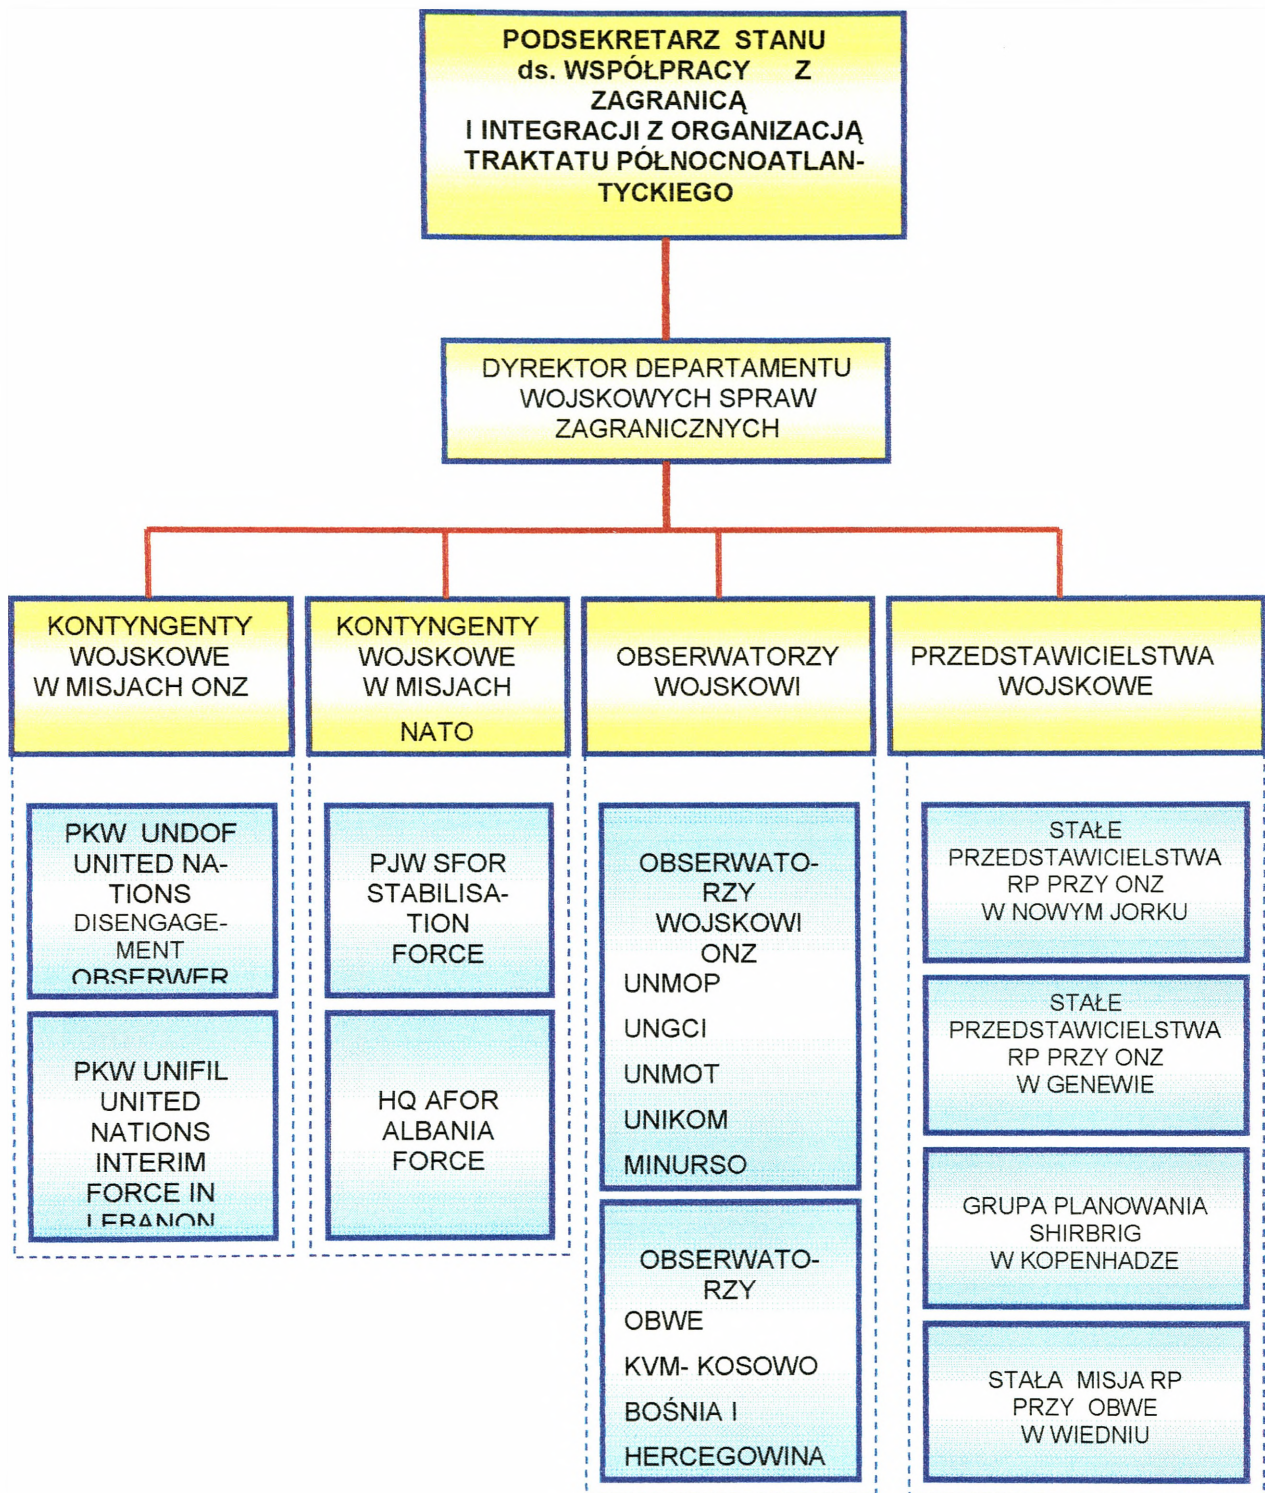 PODSEKRETARZ STANU
ds. WSPÓŁPRACY Z
ZAGRANICĄ
I INTEGRACJI Z ORGANIZACJĄ
TRAKTATU PÓŁNOCNOATLAN-
TYCKIEGO
DYREKTOR DEPARTAMENTU
WOJSKOWYCH SPRAW
ZAGRANICZNYCH
KONTYNGENTY
WOJSKOWE
W MISJACH ONZ
KONTYNGENTY
WOJSKOWE
W MISJACH
NATO
OBSERWATORZY
WOJSKOWI
PRZEDSTAWICIELSTWA
WOJSKOWE
PKW UNDOF
UNITED NA-
TIONS
DISENGAGE-
MENT
OBSERWER
PKW UNIFIL
UNITED
NATIONS
INTERIM
FORCE IN
LEBANON
PJW SFOR
STABILISA-
TION
FORCE
HQ AFOR
ALBANIA
FORCE
OBSERWATO-
RZY
WOJSKOWI
ONZ
UNMOP
UNGCI
UNMOT
UNIKOM
MINURSO
OBSERWATO-
RZY
OBWE
KVM- KOSOWO
BOŚNIA I
HERCEGOWINA
STAŁE
PRZEDSTAWICIELSTWA
RP PRZY ONZ
W NOWYM JORKU
STAŁE
PRZEDSTAWICIELSTWA
RP PRZY ONZ
W GENEWIE
GRUPA PLANOWANIA
SHIRBRIG
W KOPENHADZE
STAŁA MISJA RP
PRZY OBWE
W WIEDNIU